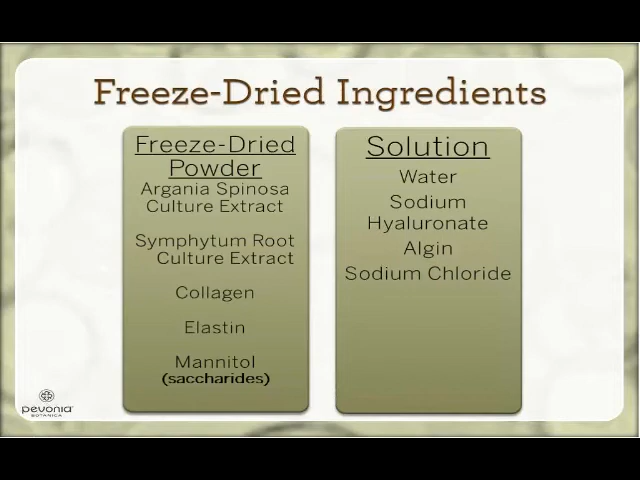 Freeze-Dried Ingredients
Freeze-Dried
Powder
Argania Spinosa
Culture Extract
Symphytum Root
Culture Extract
Collagen
Elastin
Mannitol
(saccharides)
Solution
Water
Sodium
Hyaluronate
Algin
Sodium Chloride
pevonia
BOTANICA